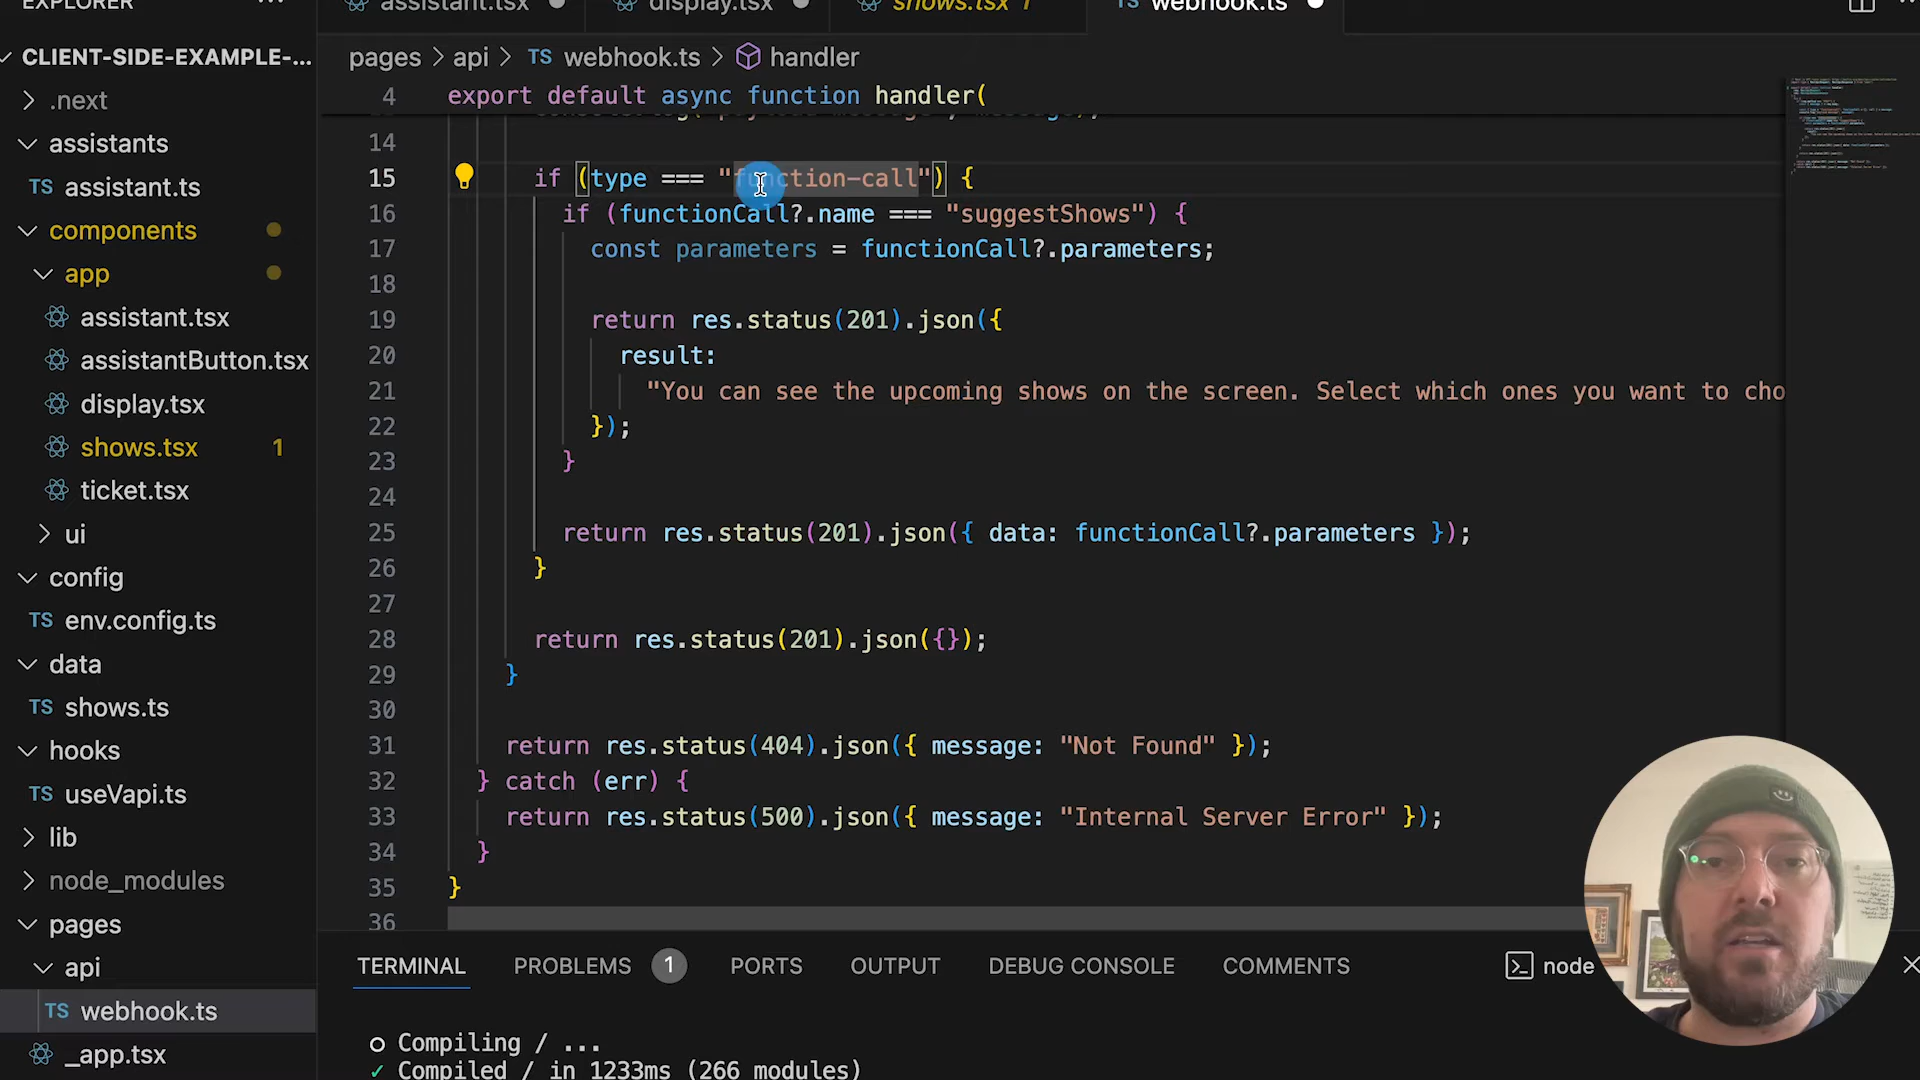 EXPLORER
...
assistant.tsx
display.tsx
shows.tsx 1
TS webhook.ts
CLIENT-SIDE-EXAMPLE-...
pages > api > TS webhook.ts > handler
.next
assistants
TS assistant.ts
components
app
assistant.tsx
assistantButton.tsx
display.tsx
shows.tsx 1
ticket.tsx
ui
config
TS env.config.ts
data
TS shows.ts
hooks
TS useVapi.ts
lib
node_modules
pages
api
TS webhook.ts
_app.tsx
4 export default async function handler(
14
15 if (type === "function-call") {
16 if (functionCall?.name === "suggestShows") {
17 const parameters = functionCall?.parameters;
18
19 return res.status(201).json({
20 result:
21 "You can see the upcoming shows on the screen. Select which ones you want to cho
22 });
23 }
24
25 return res.status(201).json({ data: functionCall?.parameters });
26 }
27
28 return res.status(201).json({});
29 }
30
31 return res.status(404).json({ message: "Not Found" });
32 } catch (err) {
33 return res.status(500).json({ message: "Internal Server Error" });
34 }
35 }
36
TERMINAL PROBLEMS 1 PORTS OUTPUT DEBUG CONSOLE COMMENTS node
○ Compiling / ...
✓ Compiled / in 1233ms (266 modules)